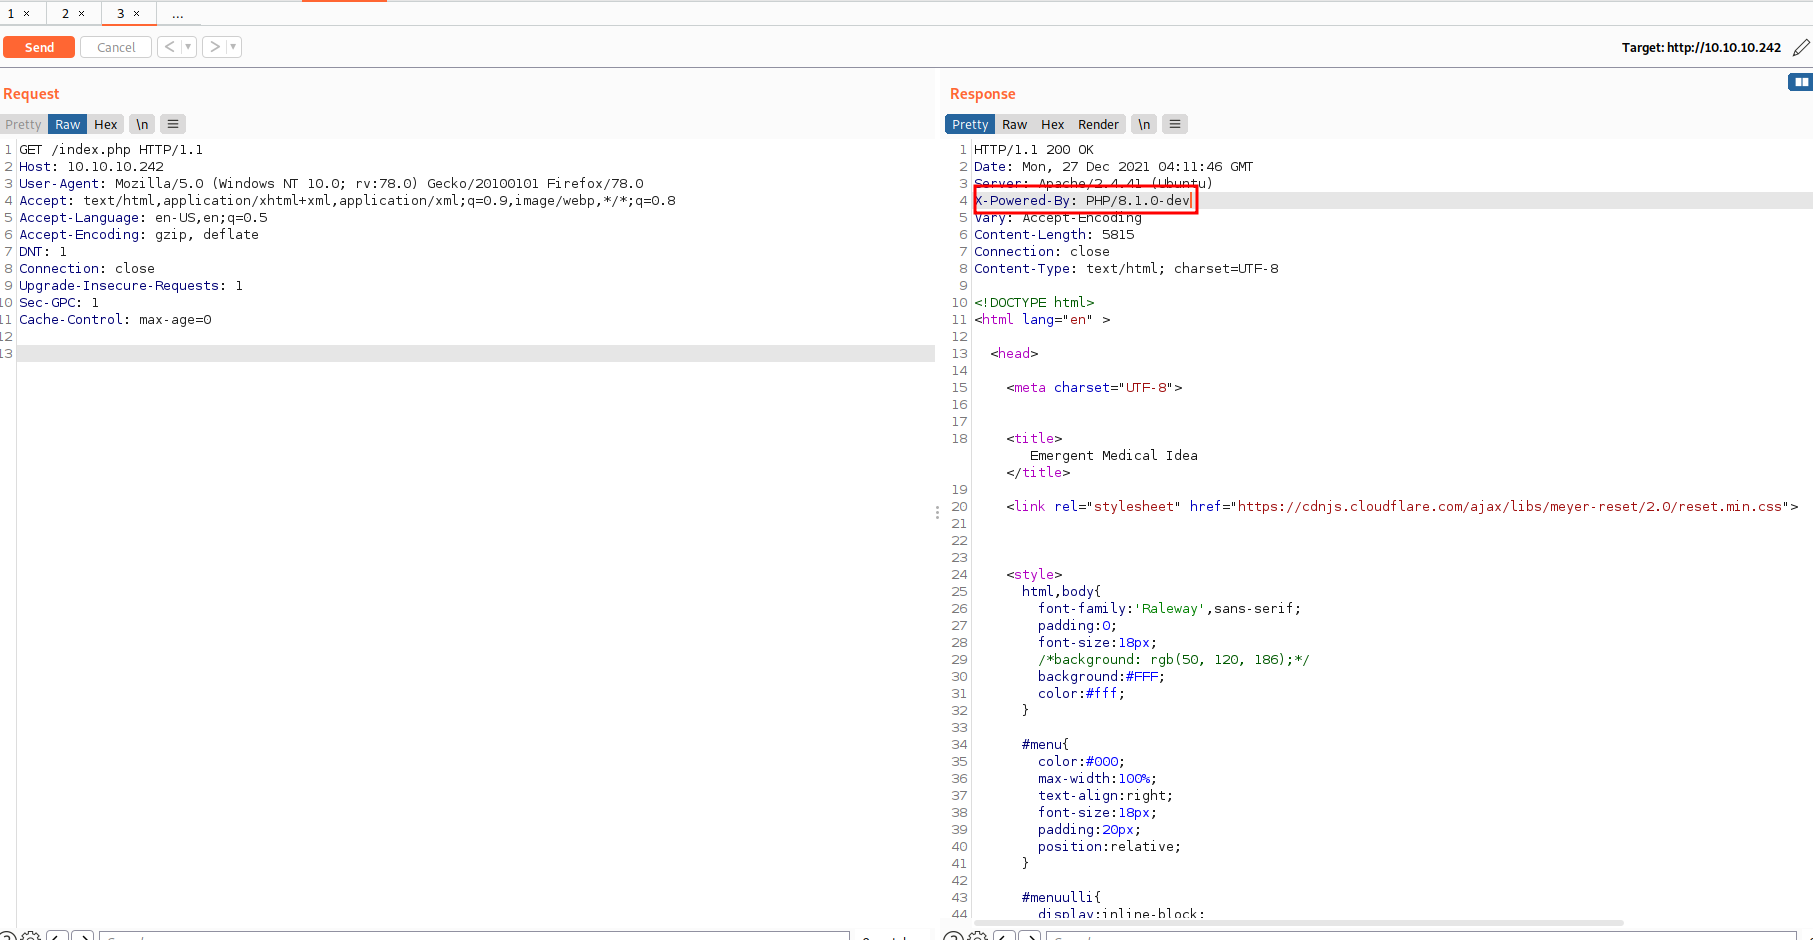 1 × 2 × 3 × ...
Send Cancel < > Target: http://10.10.10.242
Request
Pretty Raw Hex \n
1 GET /index.php HTTP/1.1
2 Host: 10.10.10.242
3 User-Agent: Mozilla/5.0 (Windows NT 10.0; rv:78.0) Gecko/20100101 Firefox/78.0
4 Accept: text/html,application/xhtml+xml,application/xml;q=0.9,image/webp,*/*;q=0.8
5 Accept-Language: en-US,en;q=0.5
6 Accept-Encoding: gzip, deflate
7 DNT: 1
8 Connection: close
9 Upgrade-Insecure-Requests: 1
10 Sec-GPC: 1
11 Cache-Control: max-age=0
12
13
Response
Pretty Raw Hex Render \n
1 HTTP/1.1 200 OK
2 Date: Mon, 27 Dec 2021 04:11:46 GMT
3 Server: Apache/2.4.41 (Ubuntu)
4 X-Powered-By: PHP/8.1.0-dev
5 Vary: Accept-Encoding
6 Content-Length: 5815
7 Connection: close
8 Content-Type: text/html; charset=UTF-8
9
10 <!DOCTYPE html>
11 <html lang="en" >
12
13 <head>
14
15 <meta charset="UTF-8">
16
17
18 <title>
Emergent Medical Idea
</title>
19
20 <link rel="stylesheet" href="https://cdnjs.cloudflare.com/ajax/libs/meyer-reset/2.0/reset.min.css">
21
22
23
24 <style>
25 html,body{
26 font-family:'Raleway',sans-serif;
27 padding:0;
28 font-size:18px;
29 /*background: rgb(50, 120, 186);*/
30 background:#FFF;
31 color:#fff;
32 }
33
34 #menu{
35 color:#000;
36 max-width:100%;
37 text-align:right;
38 font-size:18px;
39 padding:20px;
40 position:relative;
41 }
42
43 #menuulli{
44 display:inline-block;